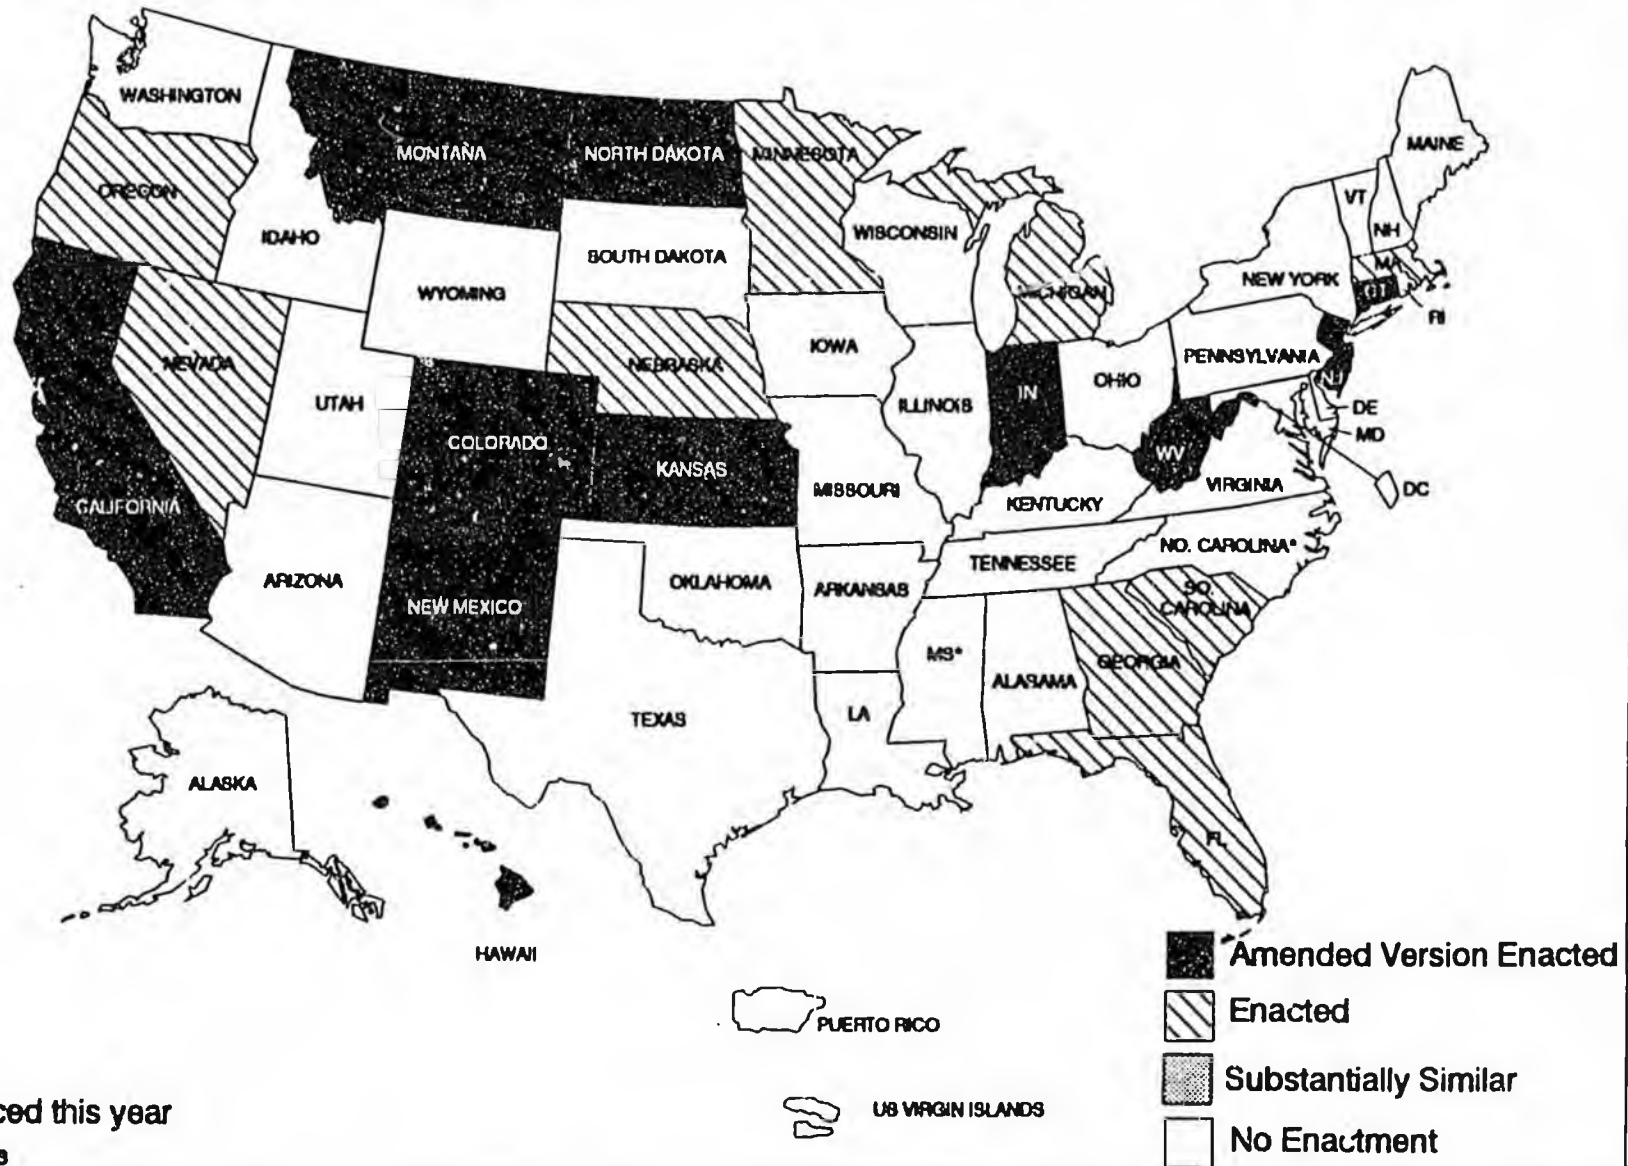 WASHINGTON
MONTANA
NORTH DAKOTA
MINNESOTA
MAINE
OREGON
IDAHO
WISCONSIN
VT
NH
SOUTH DAKOTA
WYOMING
MICHIGAN
NEW YORK
MA
CT
RI
NEVADA
NEBRASKA
IOWA
PENNSYLVANIA
NJ
UTAH
ILLINOIS
IN
OHIO
DE
MD
COLORADO
KANSAS
WV
CALIFORNIA
MISSOURI
KENTUCKY
VIRGINIA
DC
ARIZONA
NEW MEXICO
OKLAHOMA
ARKANSAS
TENNESSEE
NO. CAROLINA*
SO.
CAROLINA
MS*
GEORGIA
ALABAMA
TEXAS
LA
ALASKA
FL
HAWAII
PUERTO RICO
US VIRGIN ISLANDS
Amended Version Enacted
Enacted
Substantially Similar
No Enactment
ced this year
s